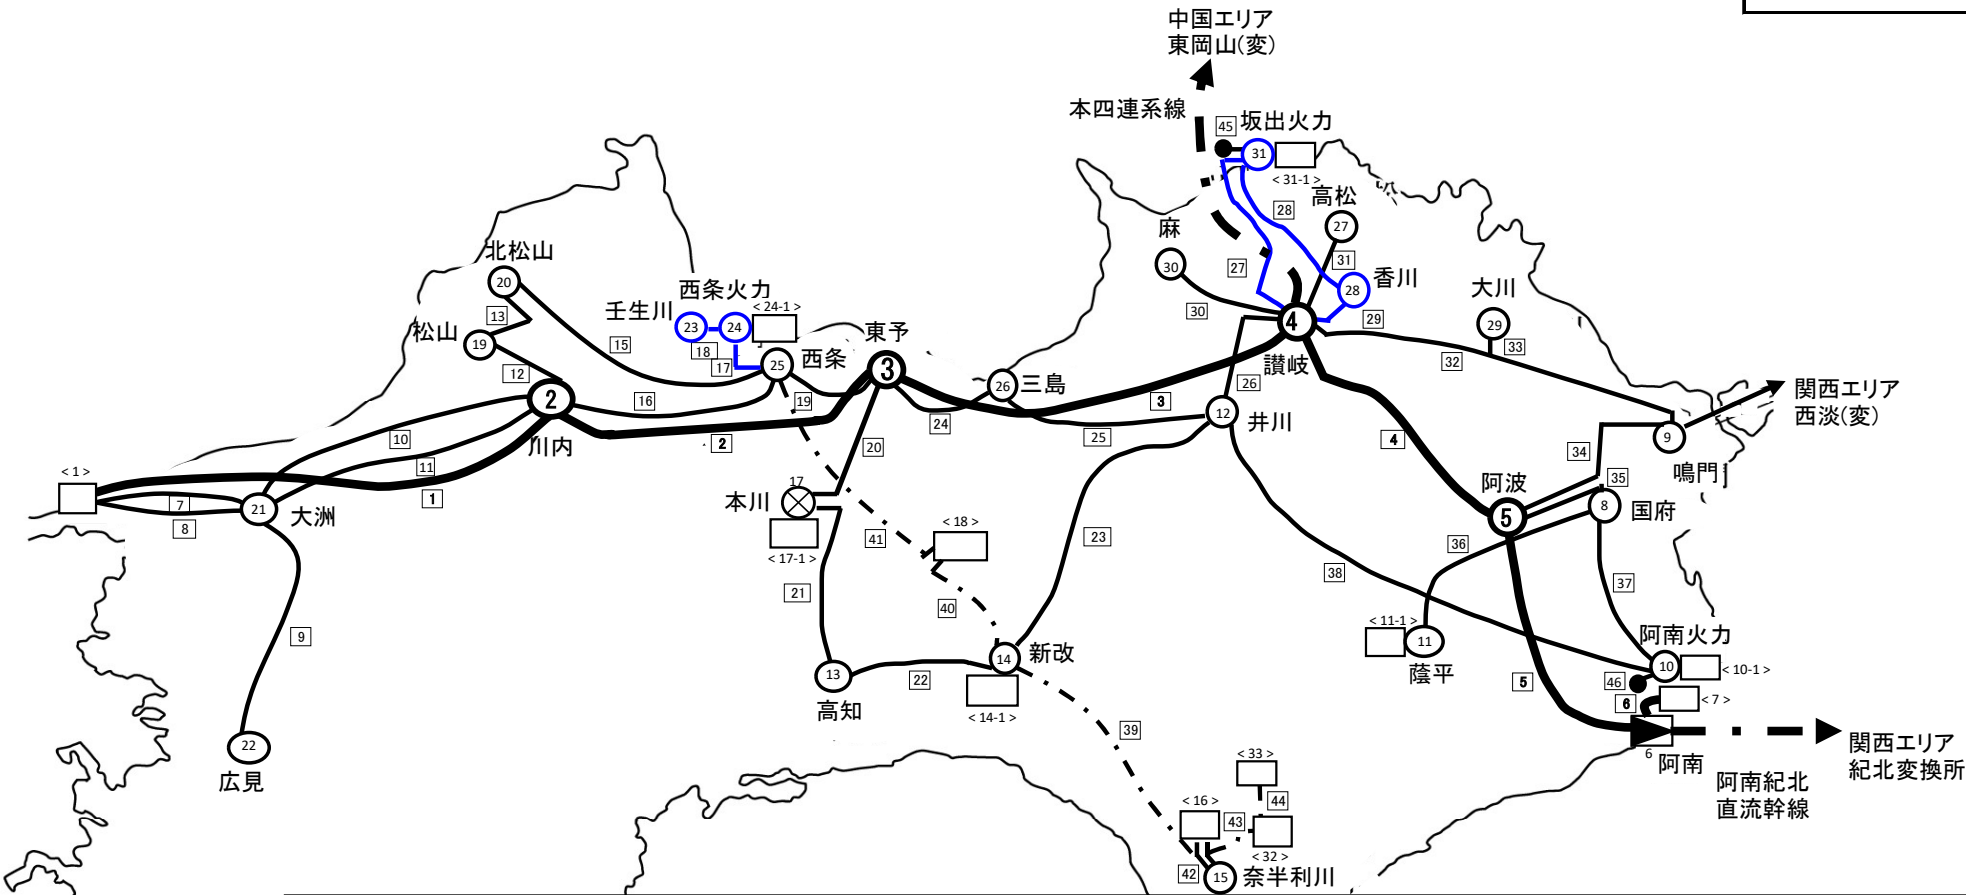 中国エリア
東岡山(変)
本四連系線
45 坂出火力
31
< 31-1 >
高松
28
27
麻
30
27
31
28 香川
30
29
4
讃岐
大川
29
33
32
関西エリア
西淡(変)
9
鳴門
34
35
8 国府
阿波
5
36
37
38
4
3
26
12 井川
25
26 三島
24
東予
3
西条火力
< 24-1 >
壬生川 23 24
18
17
25 西条
19
北松山
20
13
松山 19
12
15
16
2
川内
2
10
11
1
< 1 >
7
8
21 大洲
9
22
広見
20
17
本川
< 17-1 >
41
< 18 >
40
23
21
13
高知
22
14 新改
< 14-1 >
39
< 11-1 >
11
蔭平
阿南火力
10 < 10-1 >
46
6 < 7 >
5
6 阿南
関西エリア
紀北変換所
阿南紀北
直流幹線
< 33 >
44
< 16 >
43
< 32 >
42
15 奈半利川